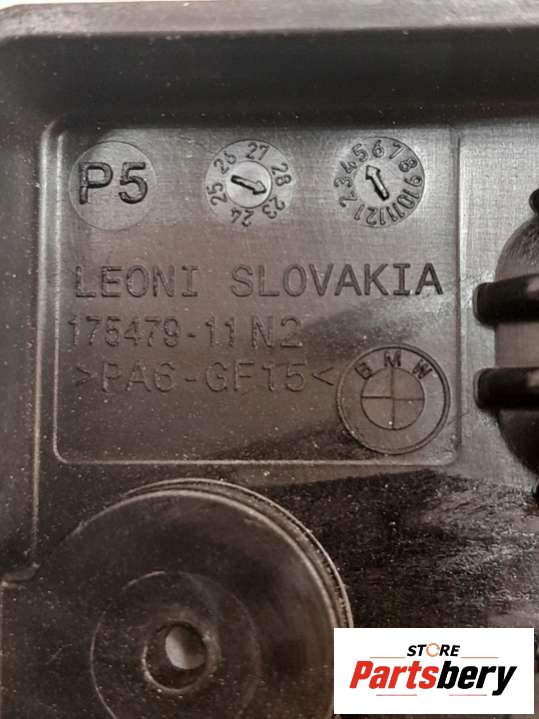 P5
23 24 25 26 27 28
1 2 3 4 5 6 7 8 9 10 11 12
LEONI SLOVAKIA
175479-11 N2
>PA6-GF15<
BMW
STORE
Partsbery